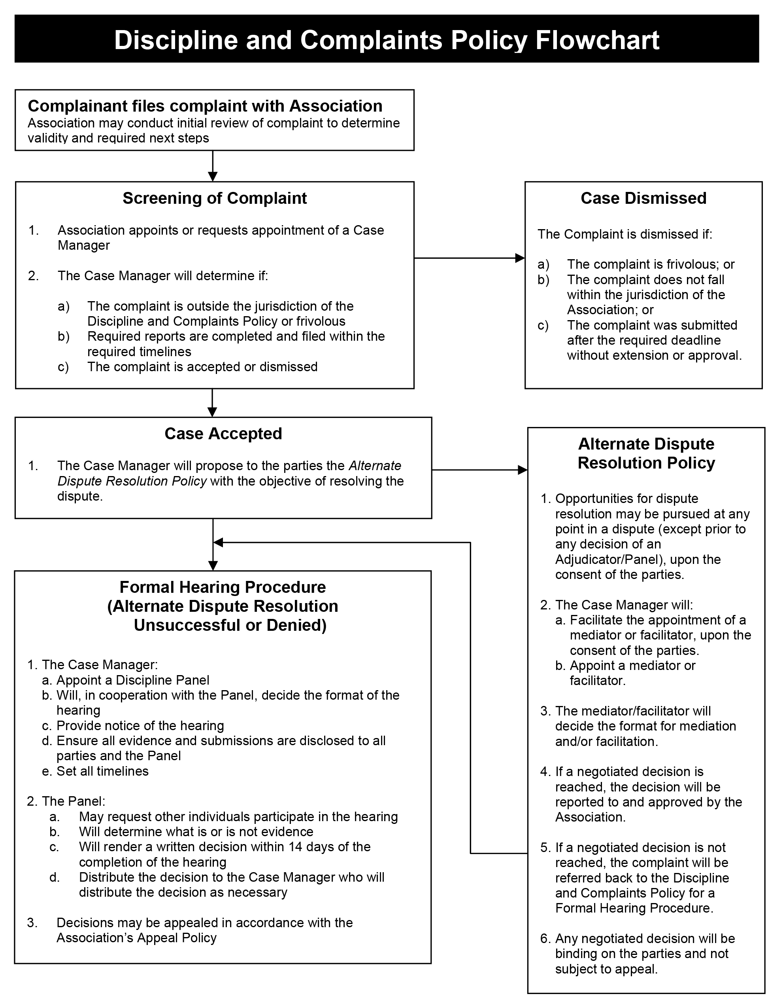 Discipline and Complaints Policy Flowchart
Complainant files complaint with Association
Association may conduct initial review of complaint to determine
validity and required next steps
Screening of Complaint
1. Association appoints or requests appointment of a Case
Manager
2. The Case Manager will determine if:
a) The complaint is outside the jurisdiction of the
Discipline and Complaints Policy or frivolous
b) Required reports are completed and filed within the
required timelines
c) The complaint is accepted or dismissed
Case Dismissed
The Complaint is dismissed if:
a) The complaint is frivolous; or
b) The complaint does not fall
within the jurisdiction of the
Association; or
c) The complaint was submitted
after the required deadline
without extension or approval.
Case Accepted
1. The Case Manager will propose to the parties the Alternate
Dispute Resolution Policy with the objective of resolving the
dispute.
Alternate Dispute
Resolution Policy
1. Opportunities for dispute
resolution may be pursued at any
point in a dispute (except prior to
any decision of an
Adjudicator/Panel), upon the
consent of the parties.
2. The Case Manager will:
a. Facilitate the appointment of a
mediator or facilitator, upon the
consent of the parties.
b. Appoint a mediator or
facilitator.
3. The mediator/facilitator will
decide the format for mediation
and/or facilitation.
4. If a negotiated decision is
reached, the decision will be
reported to and approved by the
Association.
5. If a negotiated decision is not
reached, the complaint will be
referred back to the Discipline
and Complaints Policy for a
Formal Hearing Procedure.
6. Any negotiated decision will be
binding on the parties and not
subject to appeal.
Formal Hearing Procedure
(Alternate Dispute Resolution
Unsuccessful or Denied)
1. The Case Manager:
a. Appoint a Discipline Panel
b. Will, in cooperation with the Panel, decide the format of the
hearing
c. Provide notice of the hearing
d. Ensure all evidence and submissions are disclosed to all
parties and the Panel
e. Set all timelines
2. The Panel:
a. May request other individuals participate in the hearing
b. Will determine what is or is not evidence
c. Will render a written decision within 14 days of the
completion of the hearing
d. Distribute the decision to the Case Manager who will
distribute the decision as necessary
3. Decisions may be appealed in accordance with the
Association’s Appeal Policy